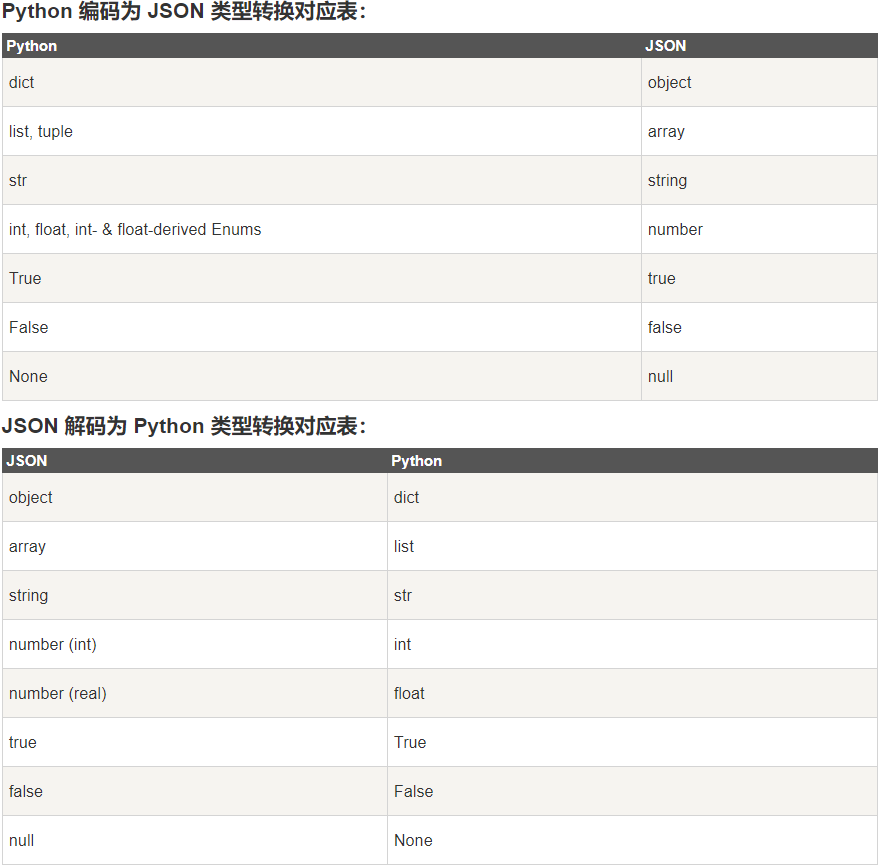 Python 编码为 JSON 类型转换对应表：
Python JSON
dict object
list, tuple array
str string
int, float, int- & float-derived Enums number
True true
False false
None null
JSON 解码为 Python 类型转换对应表：
JSON Python
object dict
array list
string str
number (int) int
number (real) float
true True
false False
null None